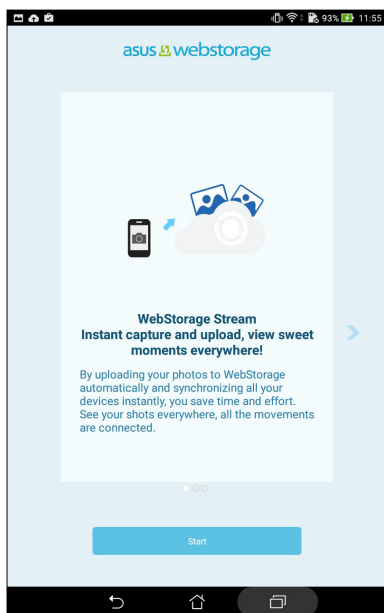 93% 11:55
asus webstorage
WebStorage Stream
Instant capture and upload, view sweet
moments everywhere!
By uploading your photos to WebStorage
automatically and synchronizing all your
devices instantly, you save time and effort.
See your shots everywhere, all the movements
are connected.
Start